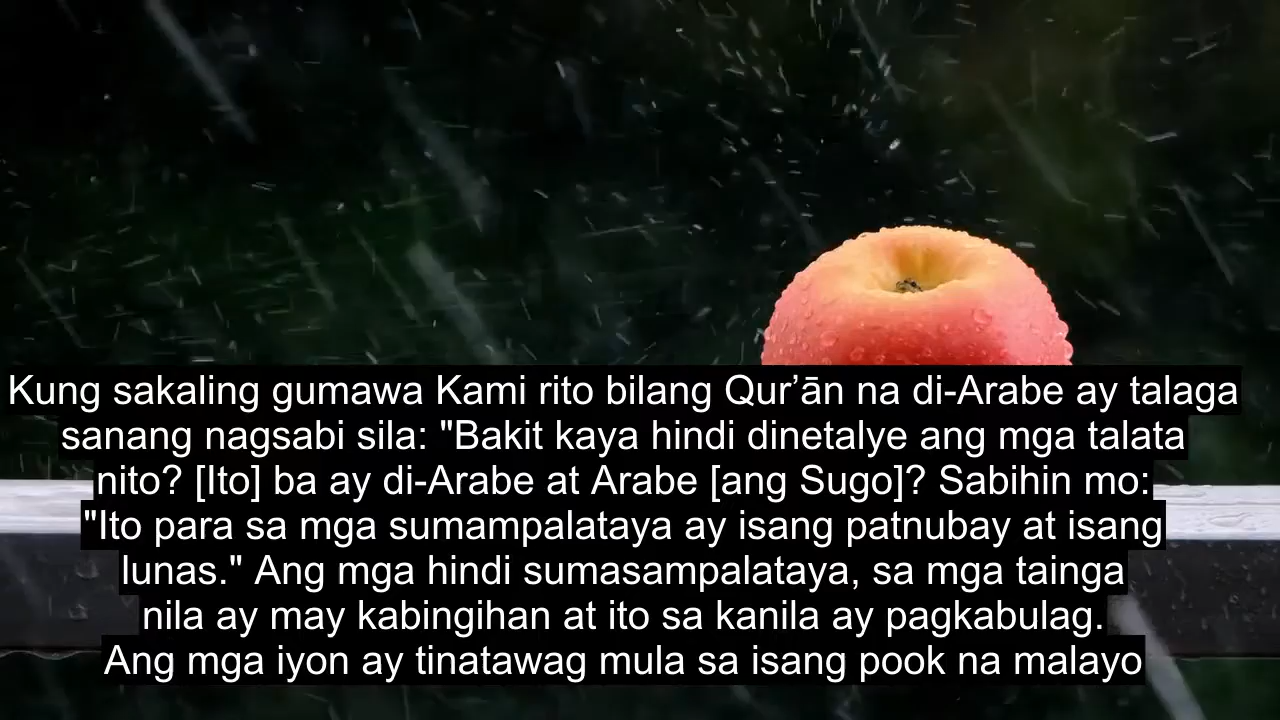 Kung sakaling gumawa Kami rito bilang Qur’ān na di-Arabe ay talaga
sanang nagsabi sila: "Bakit kaya hindi dinetalye ang mga talata
nito? [Ito] ba ay di-Arabe at Arabe [ang Sugo]? Sabihin mo:
"Ito para sa mga sumampalataya ay isang patnubay at isang
lunas." Ang mga hindi sumasampalataya, sa mga tainga
nila ay may kabingihan at ito sa kanila ay pagkabulag.
Ang mga iyon ay tinatawag mula sa isang pook na malayo